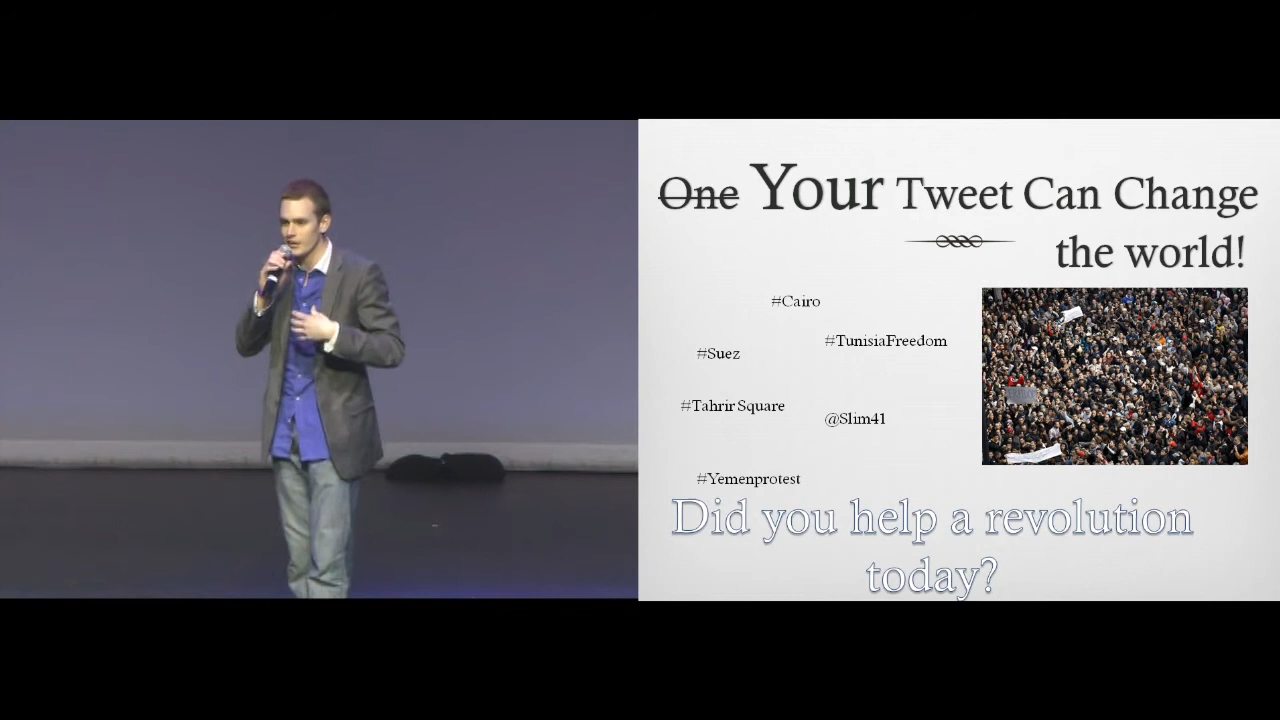 One Your Tweet Can Change
the world!
#Cairo
#TunisiaFreedom
#Suez
#Tahrir Square
@Slim41
#Yemenprotest
Did you help a revolution
today?